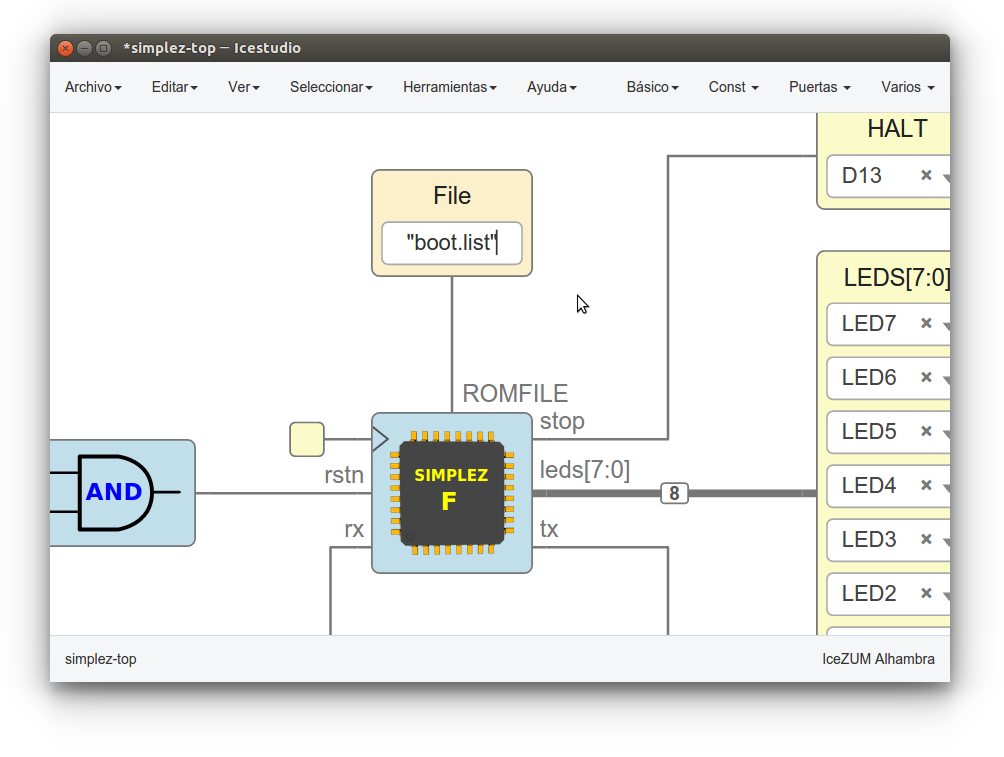 *simplez-top — Icestudio
Archivo Editar Ver Seleccionar Herramientas Ayuda Básico Const Puertas Varios
HALT
D13
File
"boot.list"
LEDS[7:0]
LED7
LED6
LED5
LED4
LED3
LED2
ROMFILE
stop
rstn
leds[7:0]
8
rx
tx
AND
SIMPLEZ
F
simplez-top
IceZUM Alhambra